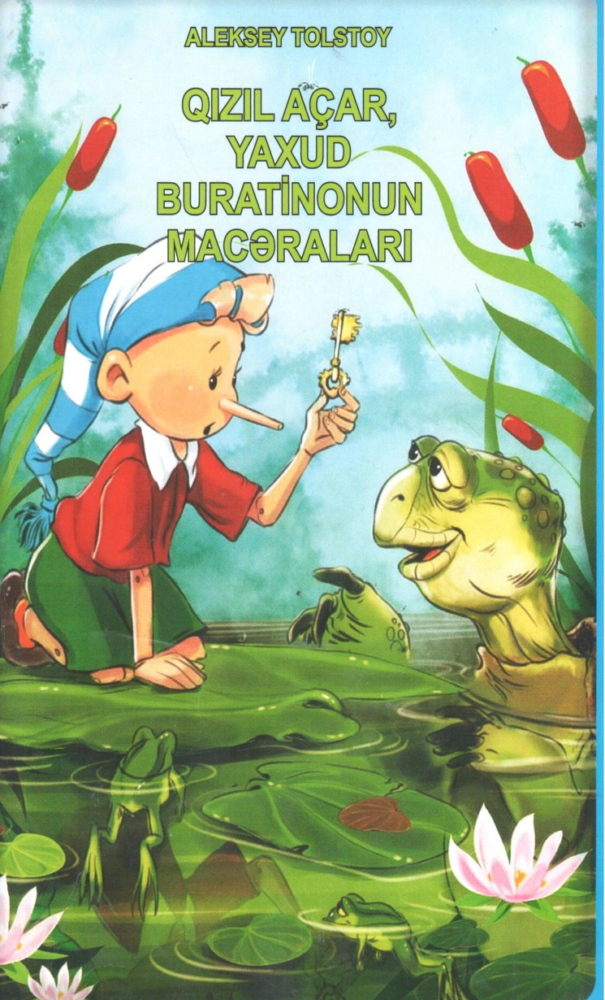 ALEKSEY TOLSTOY
QIZIL AÇAR,
YAXUD
BURATİNONUN
MACƏRALARI